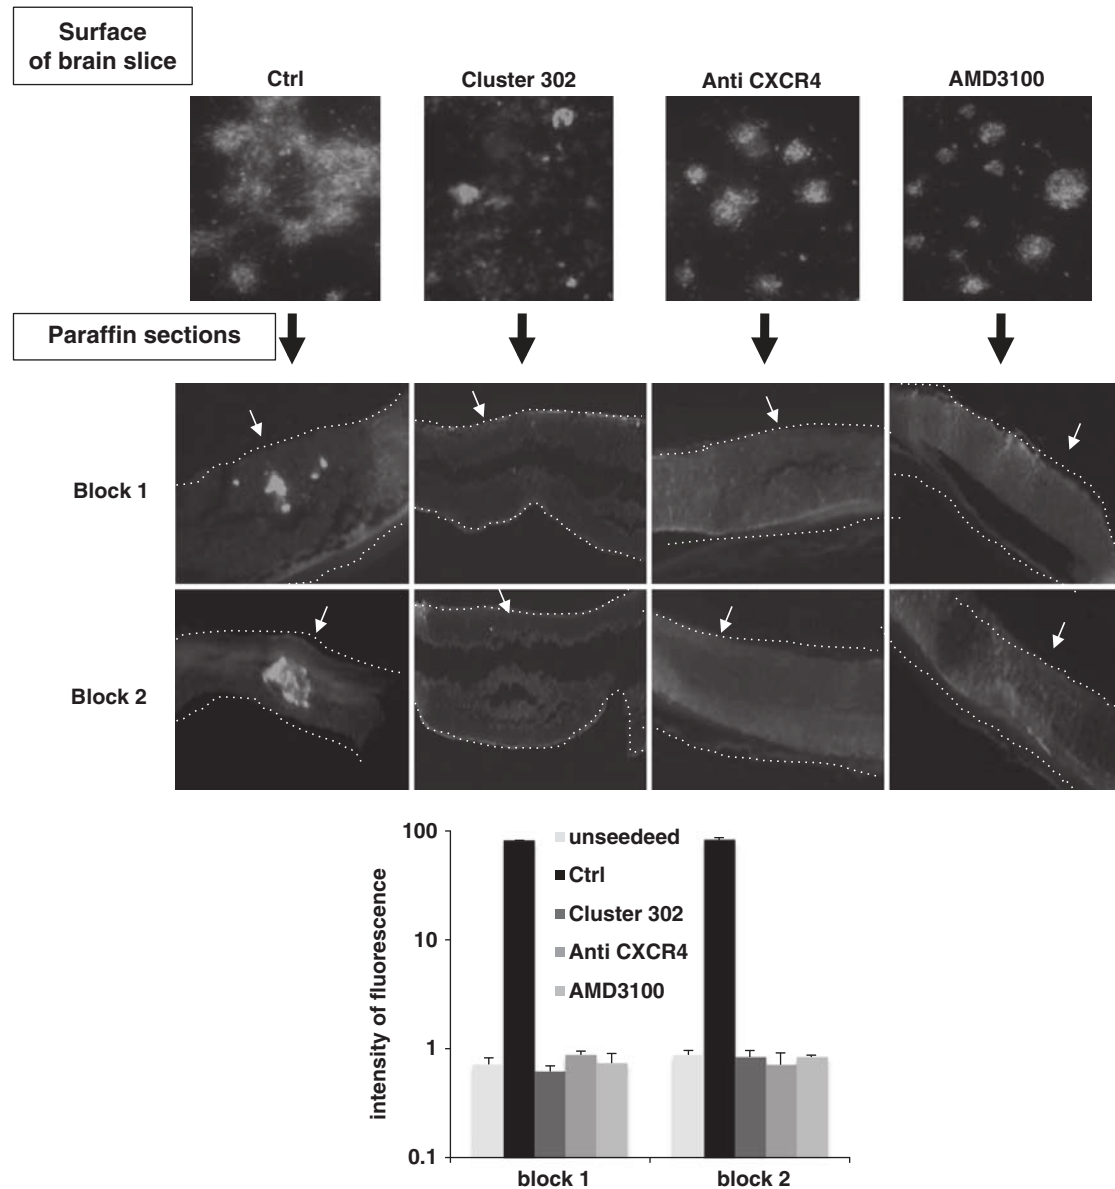 Surface
of brain slice
Ctrl
Cluster 302
Anti CXCR4
AMD3100
Paraffin sections
Block 1
Block 2
intensity of fluorescence
100
10
1
0.1
unseedeed
Ctrl
Cluster 302
Anti CXCR4
AMD3100
block 1
block 2